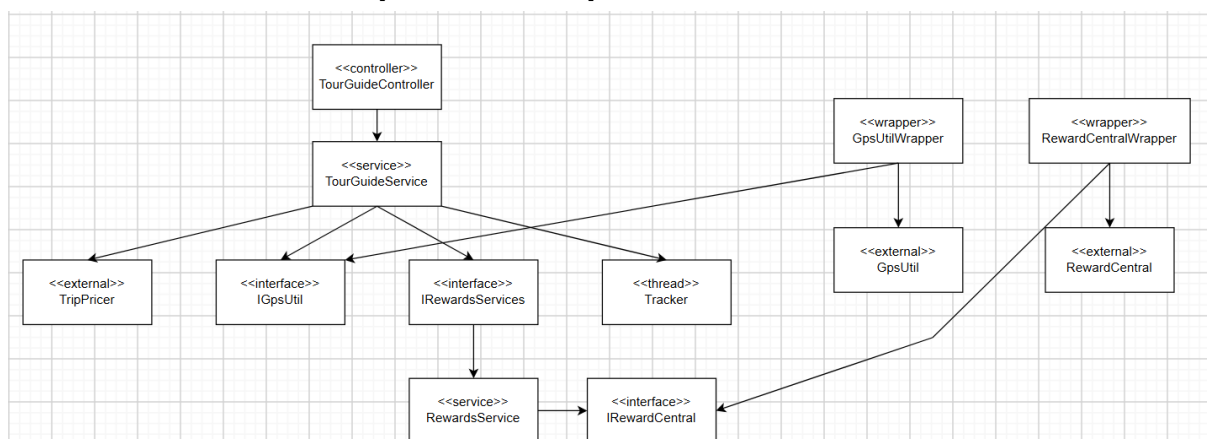 <<controller>>
TourGuideController
<<wrapper>>
GpsUtilWrapper
<<wrapper>>
RewardCentralWrapper
<<service>>
TourGuideService
<<external>>
GpsUtil
<<external>>
RewardCentral
<<external>>
TripPricer
<<interface>>
IGpsUtil
<<interface>>
IRewardsServices
<<thread>>
Tracker
<<service>>
RewardsService
<<interface>>
IRewardCentral